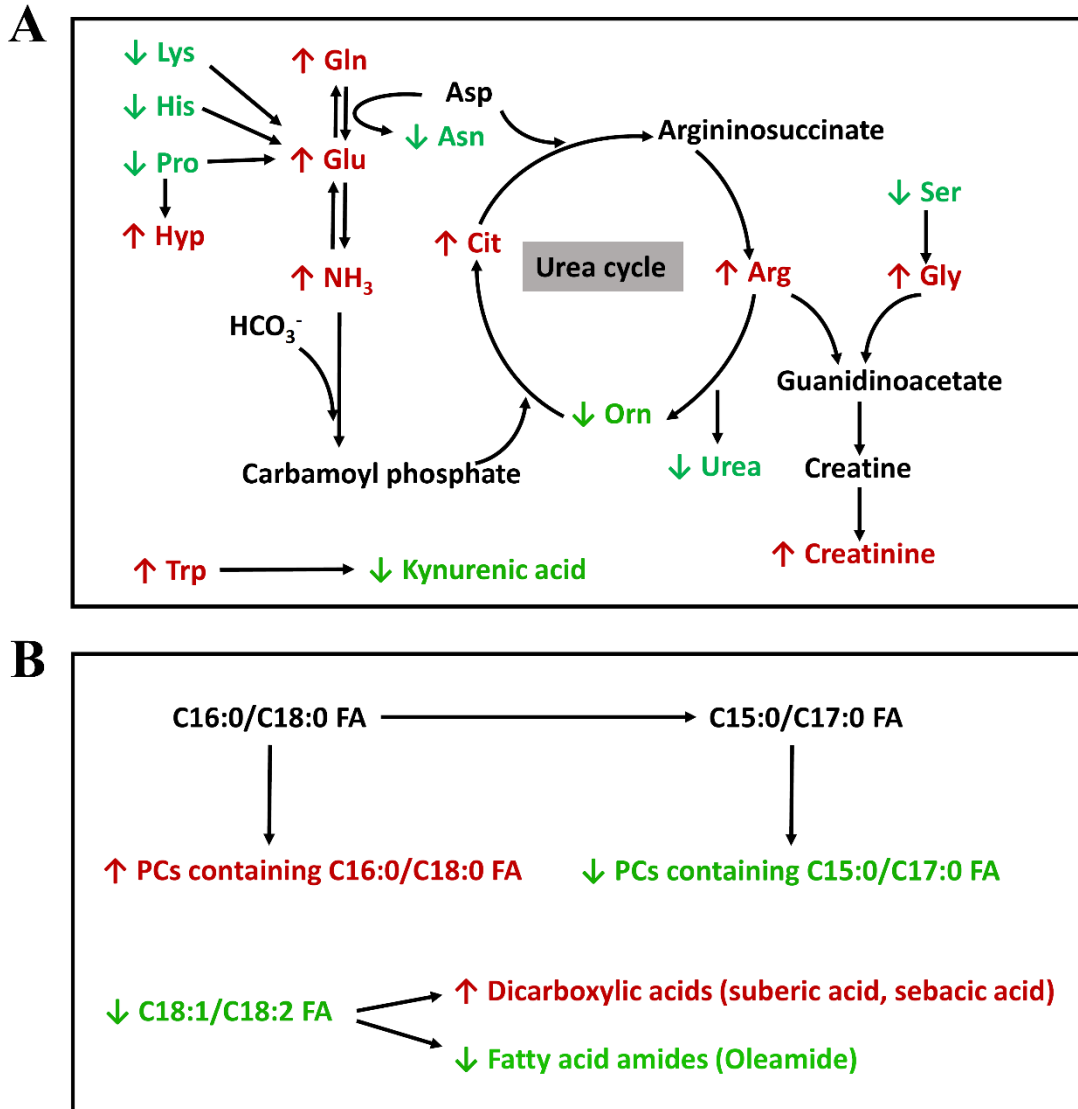 A
↓ Lys
↑ Gln
↓ His
Asp
↓ Asn
Argininosuccinate
↓ Pro
↑ Glu
↓ Ser
↑ Hyp
↑ Cit
Urea cycle
↑ Arg
↑ Gly
↑ NH₃
HCO₃⁻
Guanidinoacetate
↓ Orn
Carbamoyl phosphate
↓ Urea
Creatine
↑ Creatinine
↑ Trp
↓ Kynurenic acid
B
C16:0/C18:0 FA
C15:0/C17:0 FA
↑ PCs containing C16:0/C18:0 FA
↓ PCs containing C15:0/C17:0 FA
↓ C18:1/C18:2 FA
↑ Dicarboxylic acids (suberic acid, sebacic acid)
↓ Fatty acid amides (Oleamide)